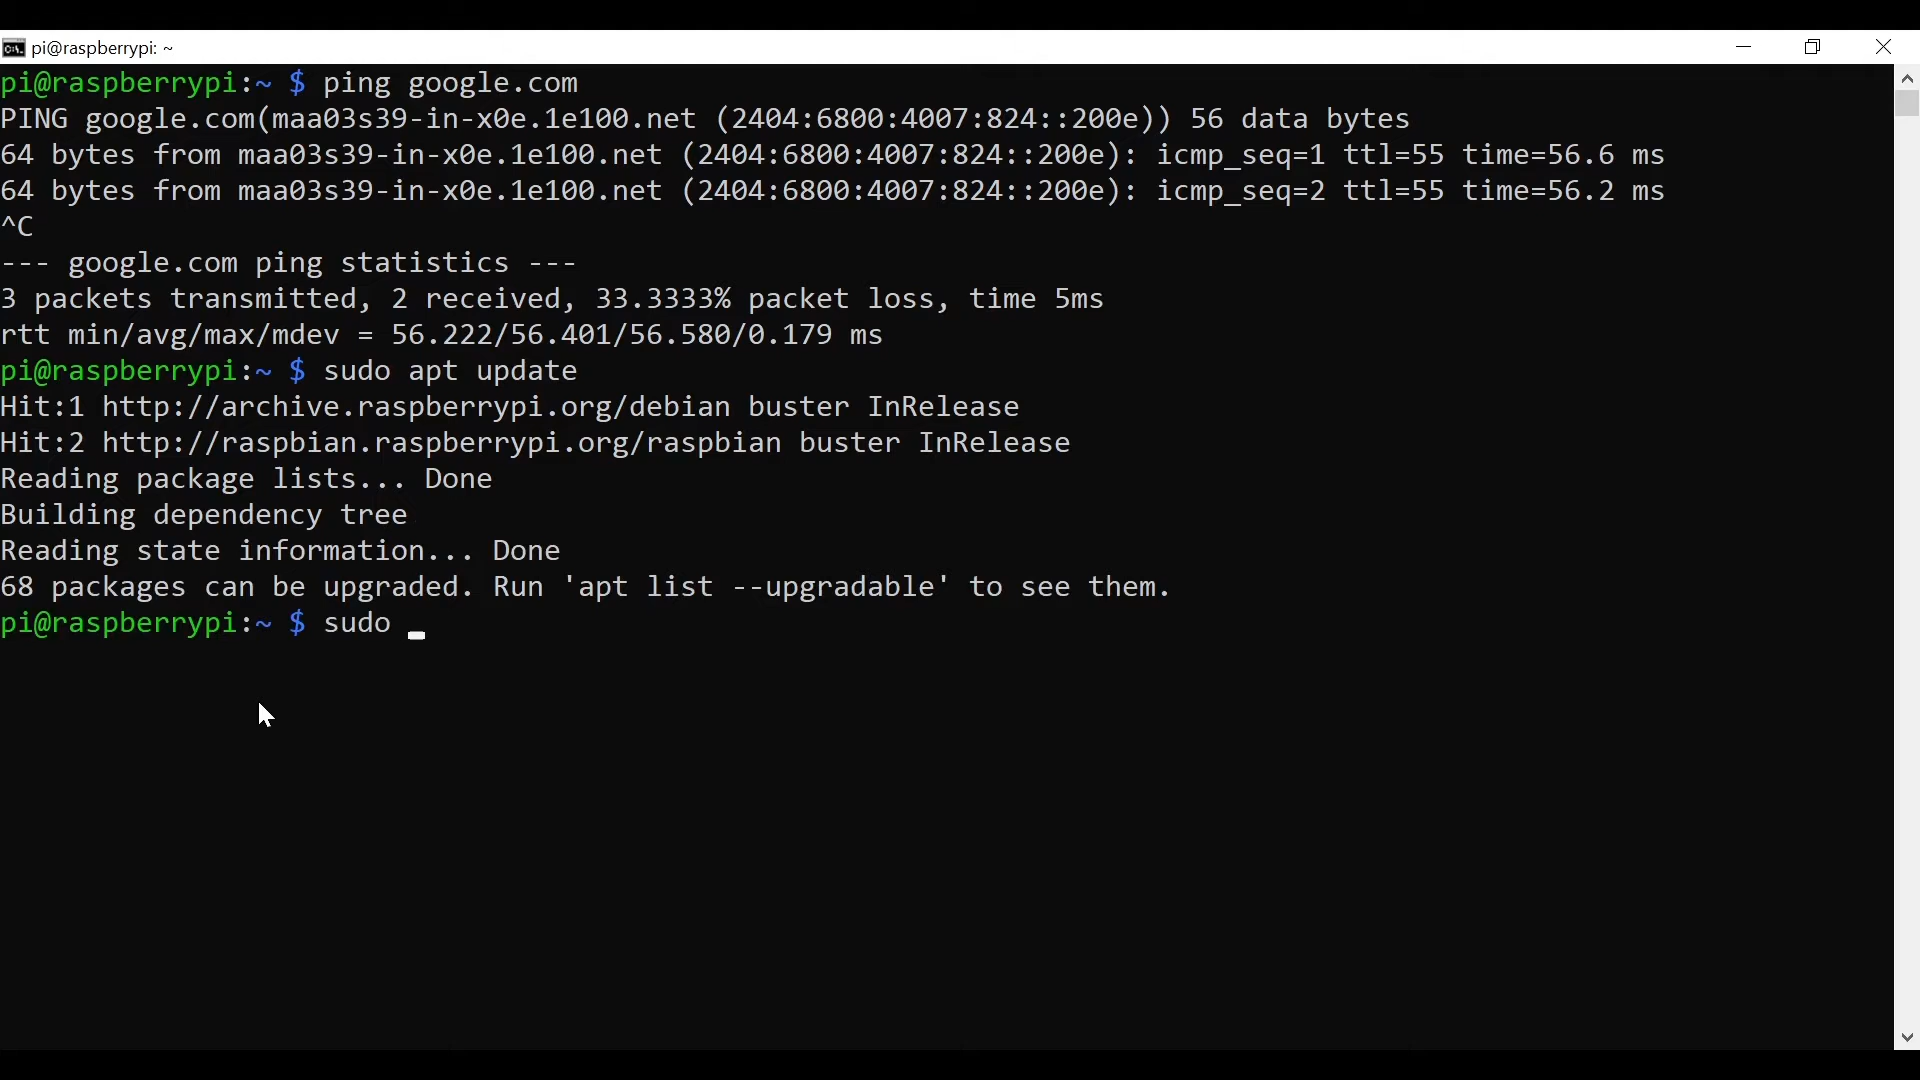 pi@raspberrypi: ~
pi@raspberrypi:~ $ ping google.com
PING google.com(maa03s39-in-x0e.1e100.net (2404:6800:4007:824::200e)) 56 data bytes
64 bytes from maa03s39-in-x0e.1e100.net (2404:6800:4007:824::200e): icmp_seq=1 ttl=55 time=56.6 ms
64 bytes from maa03s39-in-x0e.1e100.net (2404:6800:4007:824::200e): icmp_seq=2 ttl=55 time=56.2 ms
^C
--- google.com ping statistics ---
3 packets transmitted, 2 received, 33.3333% packet loss, time 5ms
rtt min/avg/max/mdev = 56.222/56.401/56.580/0.179 ms
pi@raspberrypi:~ $ sudo apt update
Hit:1 http://archive.raspberrypi.org/debian buster InRelease
Hit:2 http://raspbian.raspberrypi.org/raspbian buster InRelease
Reading package lists... Done
Building dependency tree
Reading state information... Done
68 packages can be upgraded. Run 'apt list --upgradable' to see them.
pi@raspberrypi:~ $ sudo